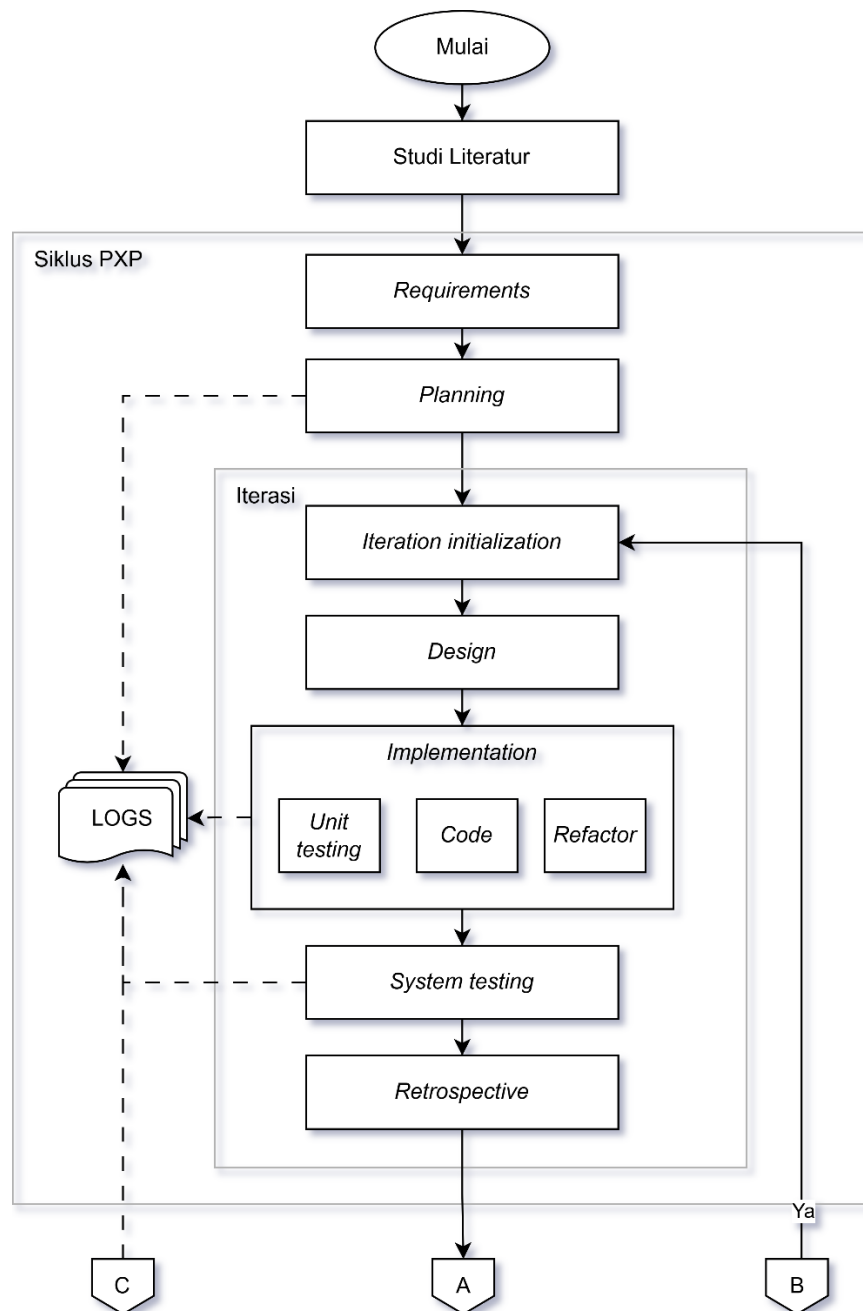 Mulai
Studi Literatur
Siklus PXP
Requirements
Planning
Iterasi
Iteration initialization
Design
Implementation
LOGS
Unit
testing
Code
Refactor
System testing
Retrospective
Ya
C
A
B